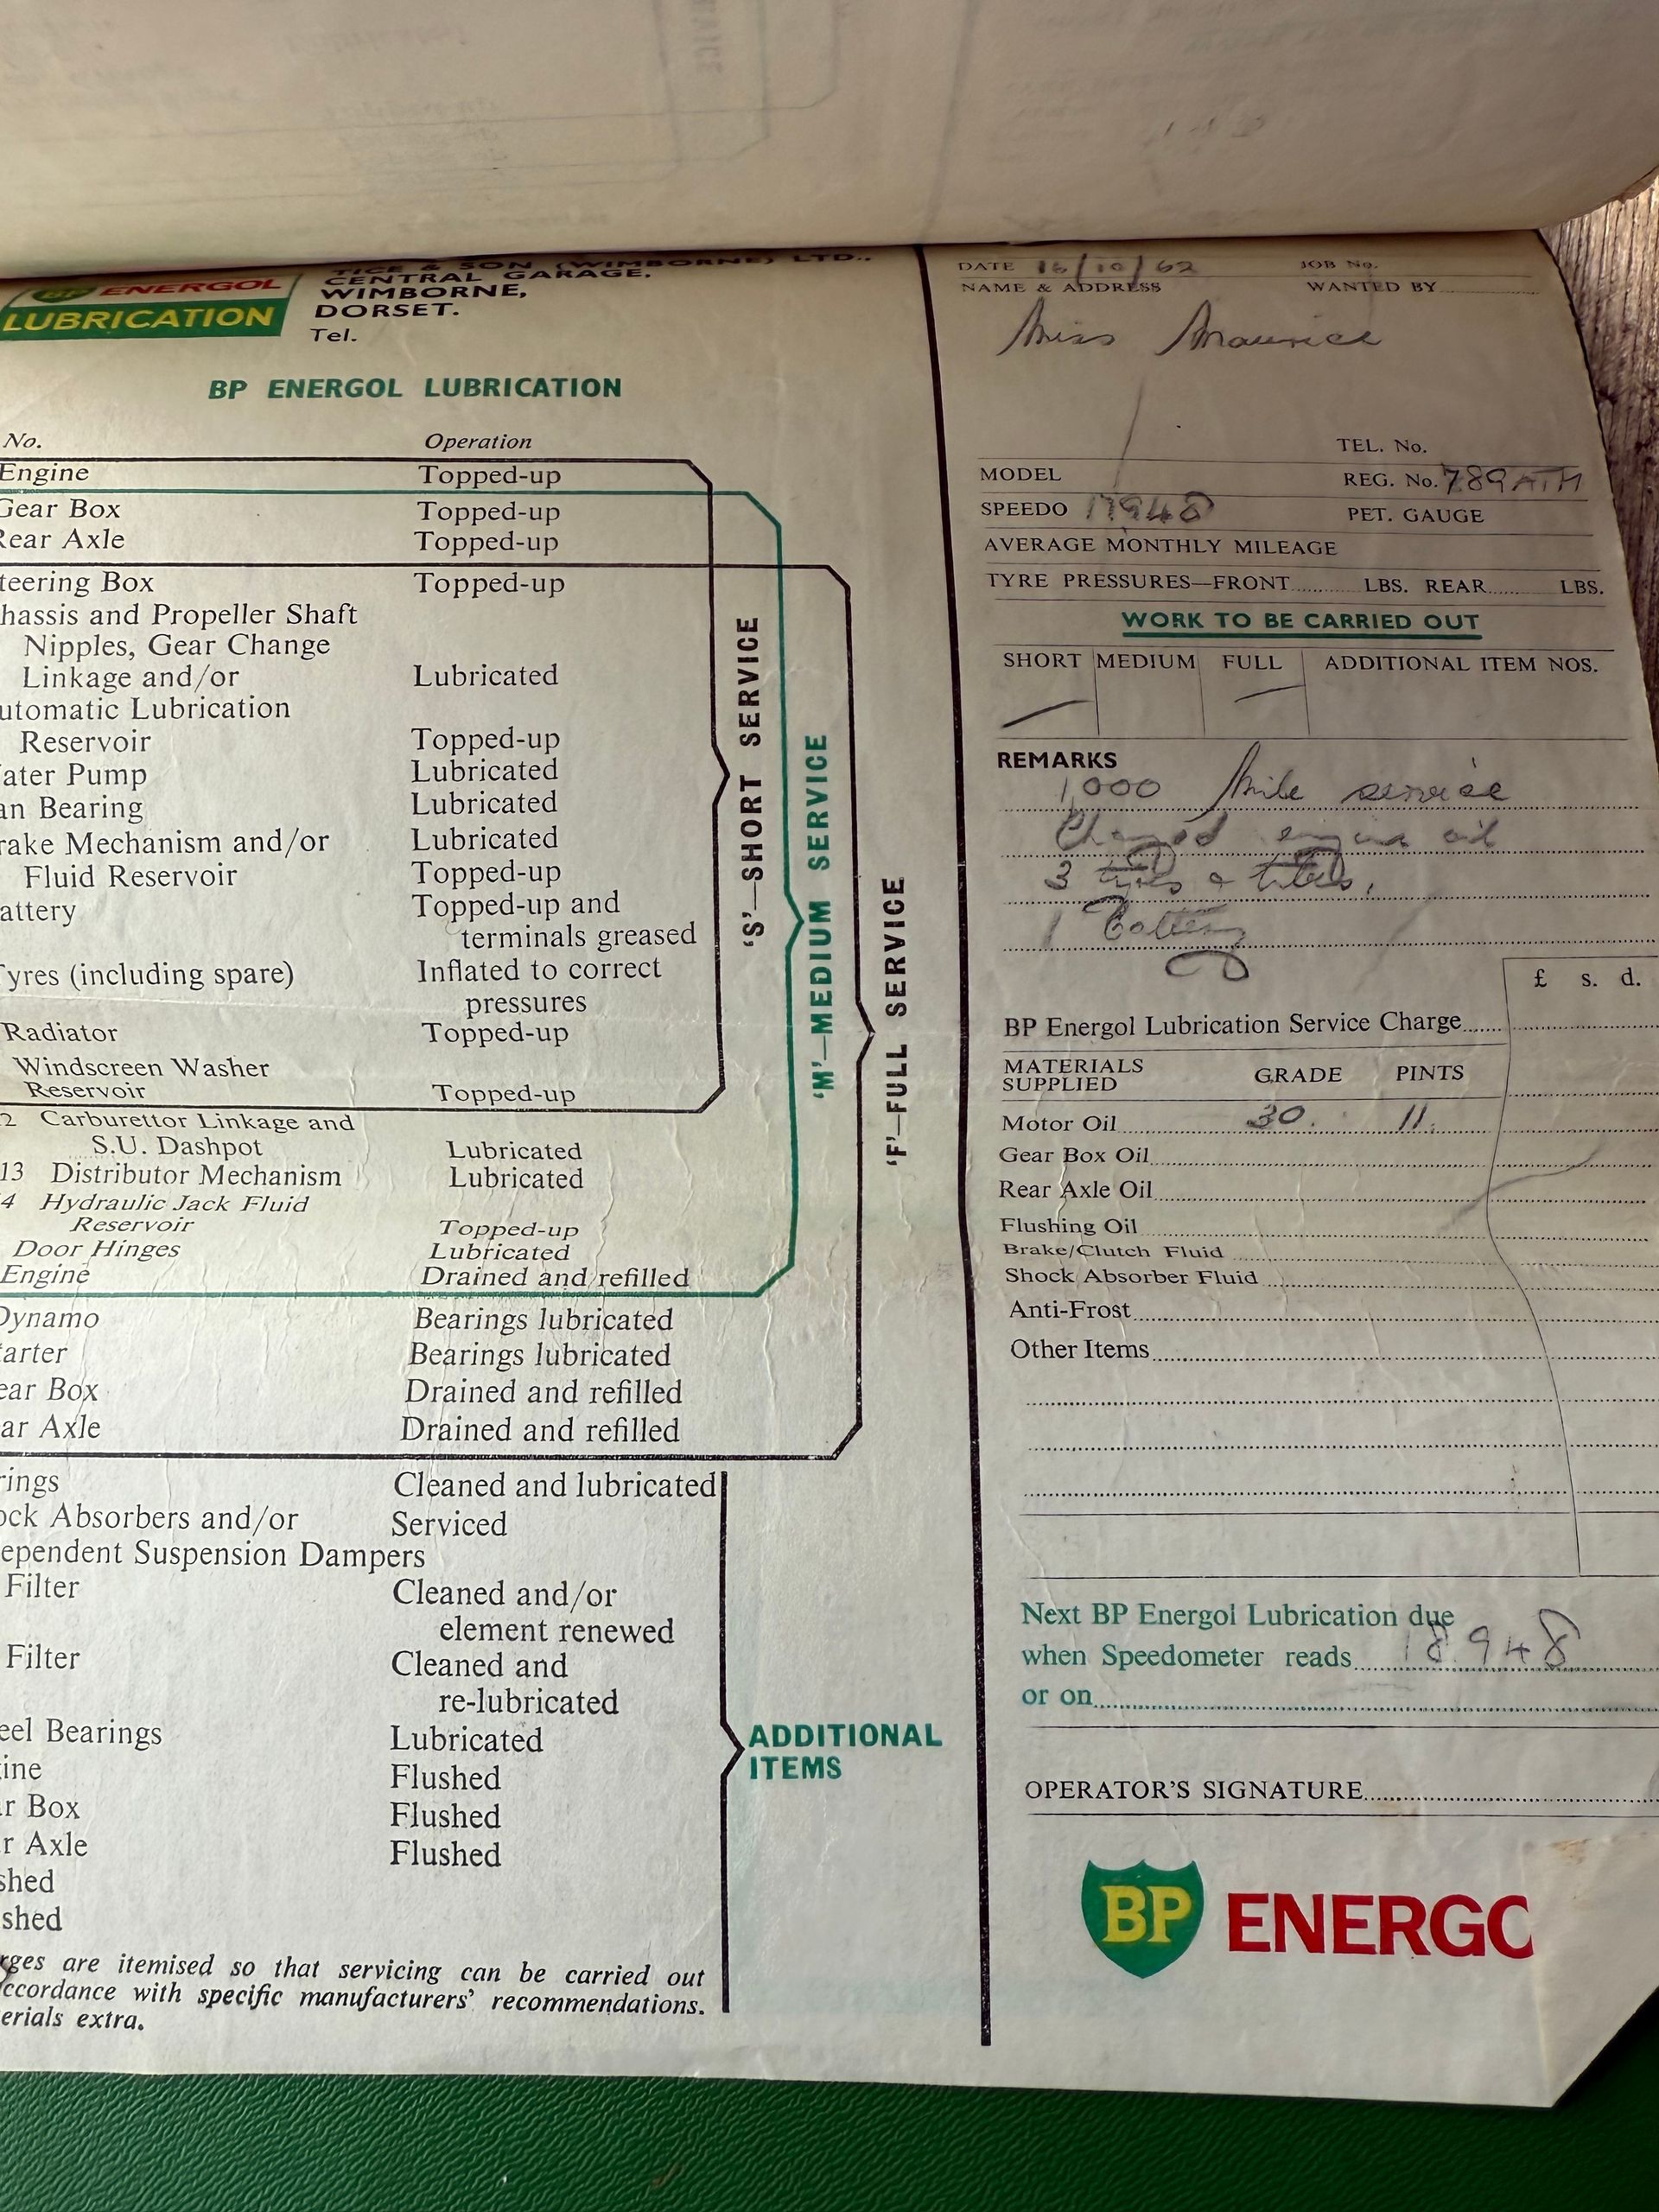 BP ENERGOL
LUBRICATION
TICE & SON (WIMBORNE) LTD.,
CENTRAL GARAGE,
WIMBORNE,
DORSET.
Tel.
BP ENERGOL LUBRICATION
No. Operation
Engine Topped-up
Gear Box Topped-up
Rear Axle Topped-up
teering Box Topped-up
hassis and Propeller Shaft
Nipples, Gear Change
Linkage and/or Lubricated
utomatic Lubrication
Reservoir Topped-up
ater Pump Lubricated
an Bearing Lubricated
rake Mechanism and/or Lubricated
Fluid Reservoir Topped-up
attery Topped-up and
terminals greased
Tyres (including spare) Inflated to correct
pressures
Radiator Topped-up
Windscreen Washer
Reservoir Topped-up
2 Carburettor Linkage and
S.U. Dashpot Lubricated
13 Distributor Mechanism Lubricated
4 Hydraulic Jack Fluid
Reservoir Topped-up
Door Hinges Lubricated
Engine Drained and refilled
Dynamo Bearings lubricated
tarter Bearings lubricated
ear Box Drained and refilled
ar Axle Drained and refilled
rings Cleaned and lubricated
ock Absorbers and/or Serviced
ependent Suspension Dampers
Filter Cleaned and/or
element renewed
Filter Cleaned and
re-lubricated
eel Bearings Lubricated
ine Flushed
r Box Flushed
r Axle Flushed
shed
shed
rges are itemised so that servicing can be carried out
ccordance with specific manufacturers' recommendations.
erials extra.
'S'—SHORT SERVICE
'M'—MEDIUM SERVICE
'F'—FULL SERVICE
ADDITIONAL
ITEMS
DATE 16/10/62 JOB No.
NAME & ADDRESS WANTED BY
Miss Maurice
TEL. No.
MODEL REG. No. 789ATH
SPEEDO 17948 PET. GAUGE
AVERAGE MONTHLY MILEAGE
TYRE PRESSURES—FRONT LBS. REAR LBS.
WORK TO BE CARRIED OUT
SHORT MEDIUM FULL ADDITIONAL ITEM NOS.
REMARKS
1,000 Mile service
Changed engine oil
3 tyres & tubes,
1 Battery
£ s. d.
BP Energol Lubrication Service Charge
MATERIALS
SUPPLIED GRADE PINTS
Motor Oil 30. 11.
Gear Box Oil
Rear Axle Oil
Flushing Oil
Brake/Clutch Fluid
Shock Absorber Fluid
Anti-Frost
Other Items
Next BP Energol Lubrication due
when Speedometer reads 18948
or on
OPERATOR'S SIGNATURE
BP ENERGO